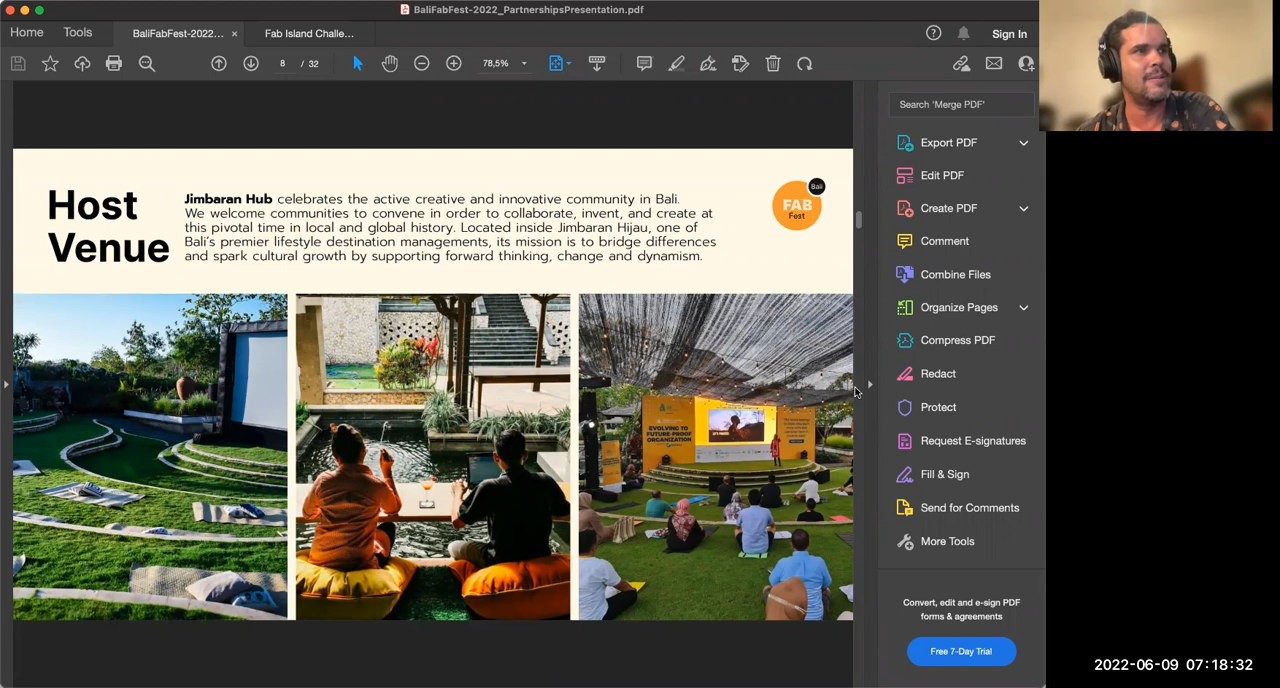 BaliFabFest-2022_PartnershipsPresentation.pdf
Home
Tools
BaliFabFest-2022...
Fab Island Challe...
Sign In
8 / 32
78,5%
Search 'Merge PDF'
Export PDF
Edit PDF
Create PDF
Comment
Combine Files
Organize Pages
Compress PDF
Redact
Protect
Request E-signatures
Fill & Sign
Send for Comments
More Tools
Convert, edit and e-sign PDF
forms & agreements
Free 7-Day Trial
Host
Venue
Jimbaran Hub celebrates the active creative and innovative community in Bali.
We welcome communities to convene in order to collaborate, invent, and create at
this pivotal time in local and global history. Located inside Jimbaran Hijau, one of
Bali's premier lifestyle destination managements, its mission is to bridge differences
and spark cultural growth by supporting forward thinking, change and dynamism.
Bali
FAB
Fest
EVOLVING TO
FUTURE-PROOF
ORGANIZATION
2022-06-09 07:18:32